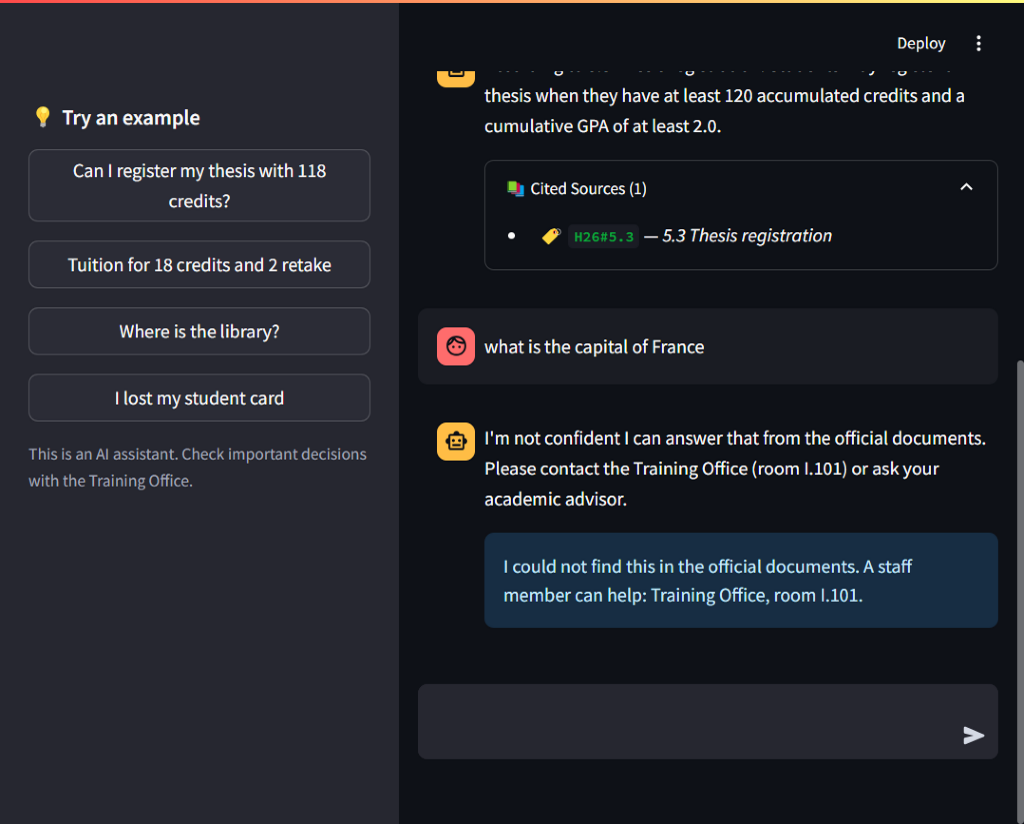 Deploy
Try an example
Can I register my thesis with 118
credits?
Tuition for 18 credits and 2 retake
Where is the library?
I lost my student card
This is an AI assistant. Check important decisions
with the Training Office.
thesis when they have at least 120 accumulated credits and a
cumulative GPA of at least 2.0.
Cited Sources (1)
H26#5.3 — 5.3 Thesis registration
what is the capital of France
I'm not confident I can answer that from the official documents.
Please contact the Training Office (room I.101) or ask your
academic advisor.
I could not find this in the official documents. A staff
member can help: Training Office, room I.101.